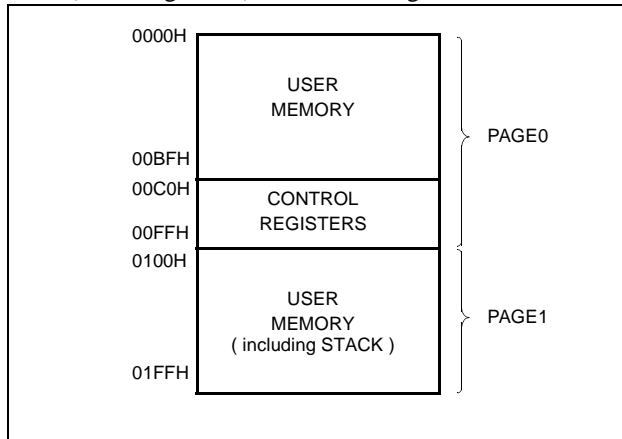 0000H
USER
MEMORY
PAGE0
00BFH
00C0H
CONTROL
REGISTERS
00FFH
0100H
USER
MEMORY
PAGE1
( including STACK )
01FFH